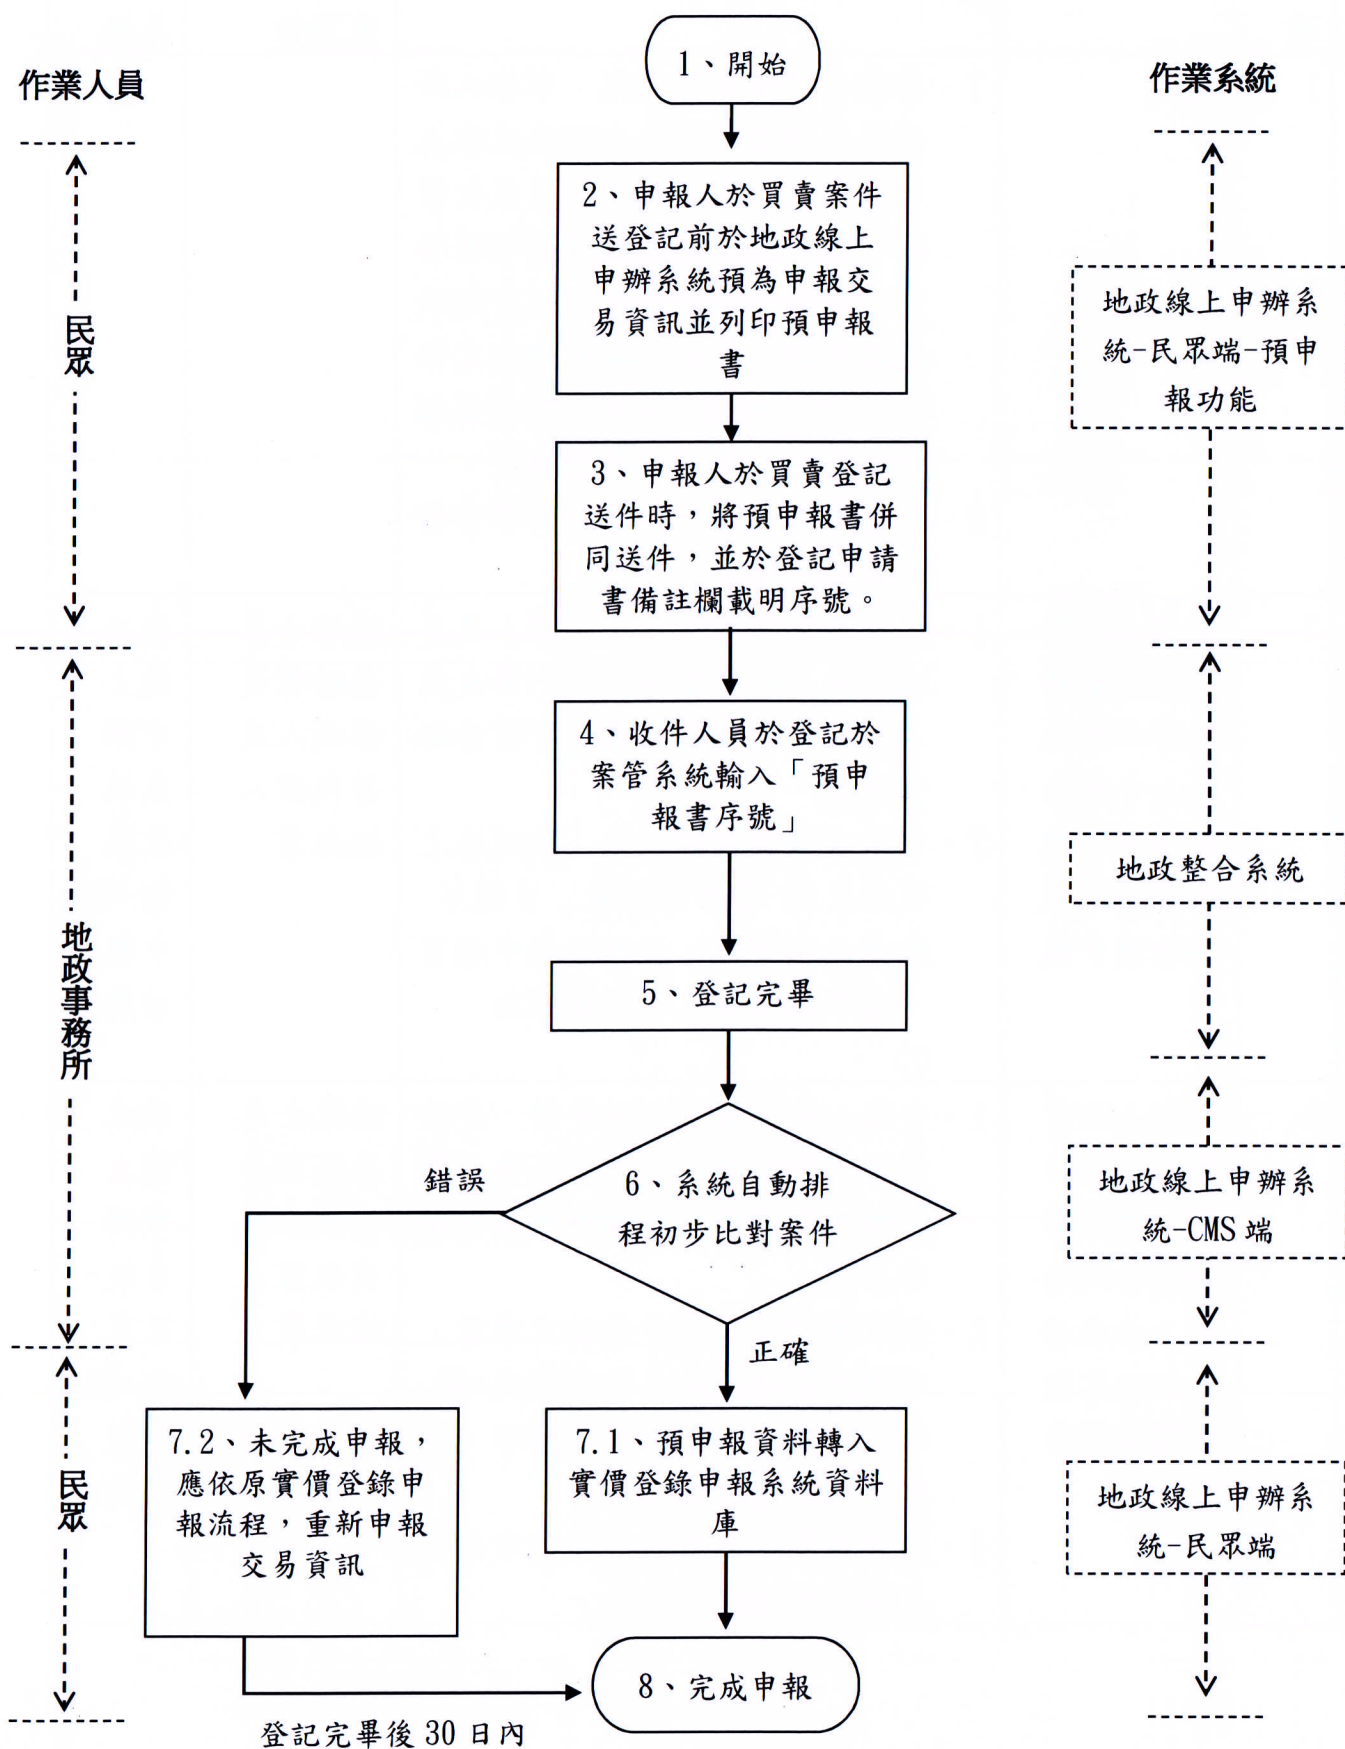 1、開始
作業人員
作業系統
2、申報人於買賣案件
送登記前於地政線上
申辦系統預為申報交
易資訊並列印預申報
書
民眾
地政線上申辦系
統-民眾端-預申
報功能
3、申報人於買賣登記
送件時，將預申報書併
同送件，並於登記申請
書備註欄載明序號。
4、收件人員於登記於
案管系統輸入「預申
報書序號」
地政整合系統
地政事務所
5、登記完畢
錯誤
6、系統自動排
程初步比對案件
地政線上申辦系
統-CMS 端
正確
7.2、未完成申報，
應依原實價登錄申
報流程，重新申報
交易資訊
7.1、預申報資料轉入
實價登錄申報系統資料
庫
民眾
地政線上申辦系
統-民眾端
8、完成申報
登記完畢後 30 日內